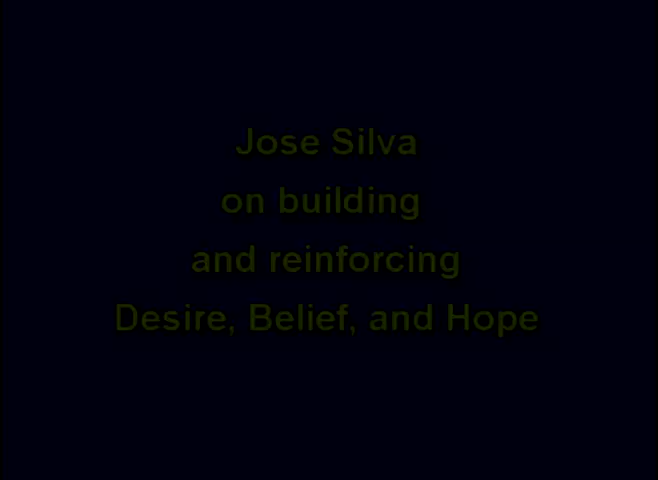 Jose Silva
on building
and reinforcing
Desire, Belief, and Hope